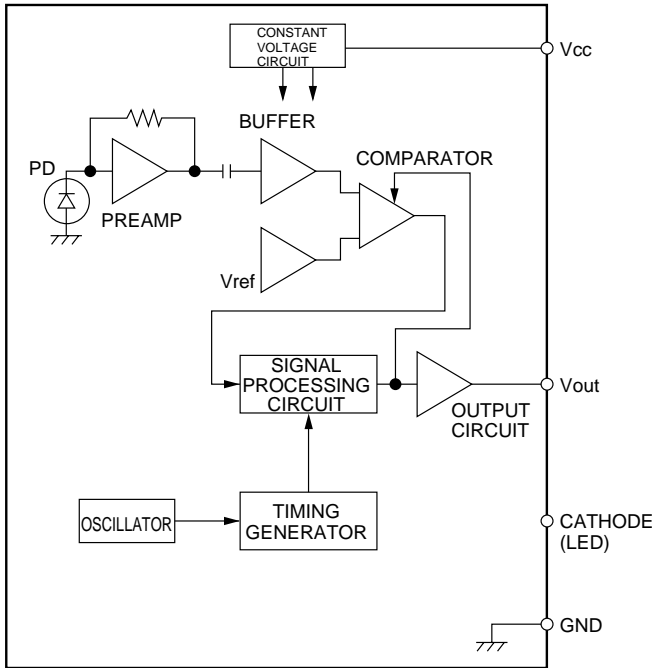 CONSTANT
VOLTAGE
CIRCUIT
Vcc
BUFFER
COMPARATOR
PD
PREAMP
Vref
SIGNAL
PROCESSING
CIRCUIT
Vout
OUTPUT
CIRCUIT
OSCILLATOR
TIMING
GENERATOR
CATHODE
(LED)
GND